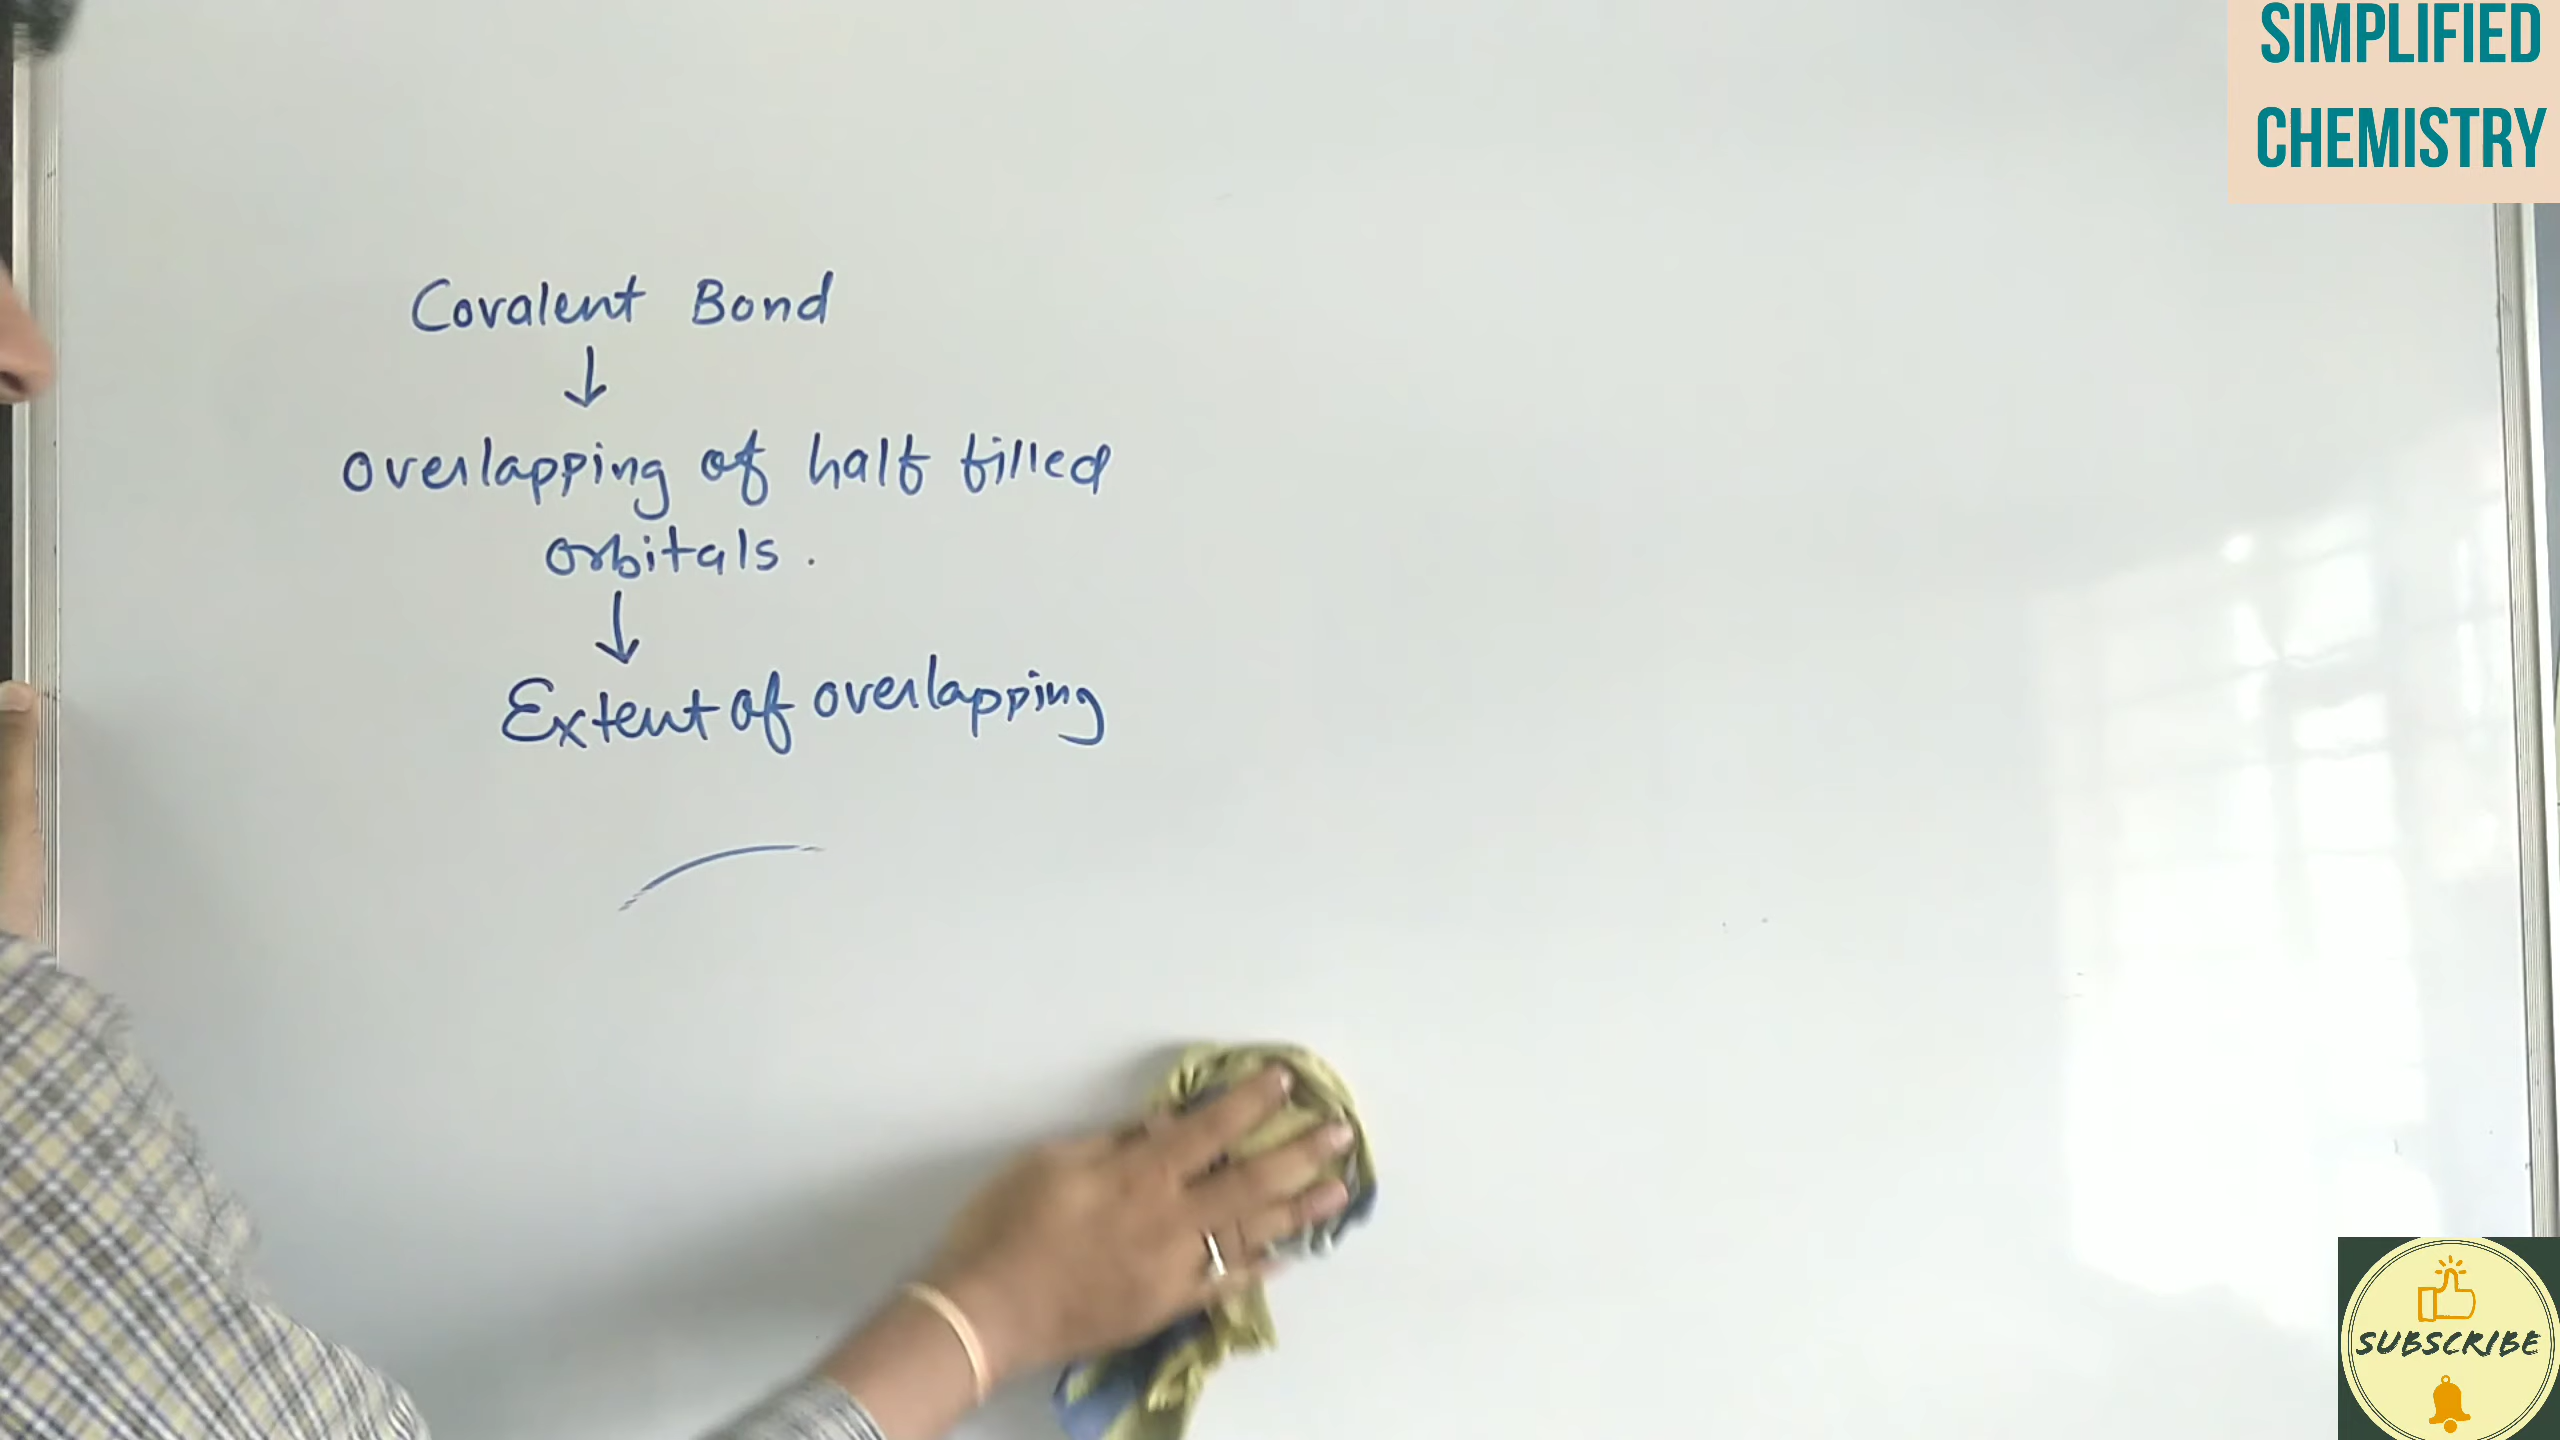 SIMPLIFIED
CHEMISTRY
Covalent Bond
↓
Overlapping of half filled
orbitals.
↓
Extent of overlapping
SUBSCRIBE